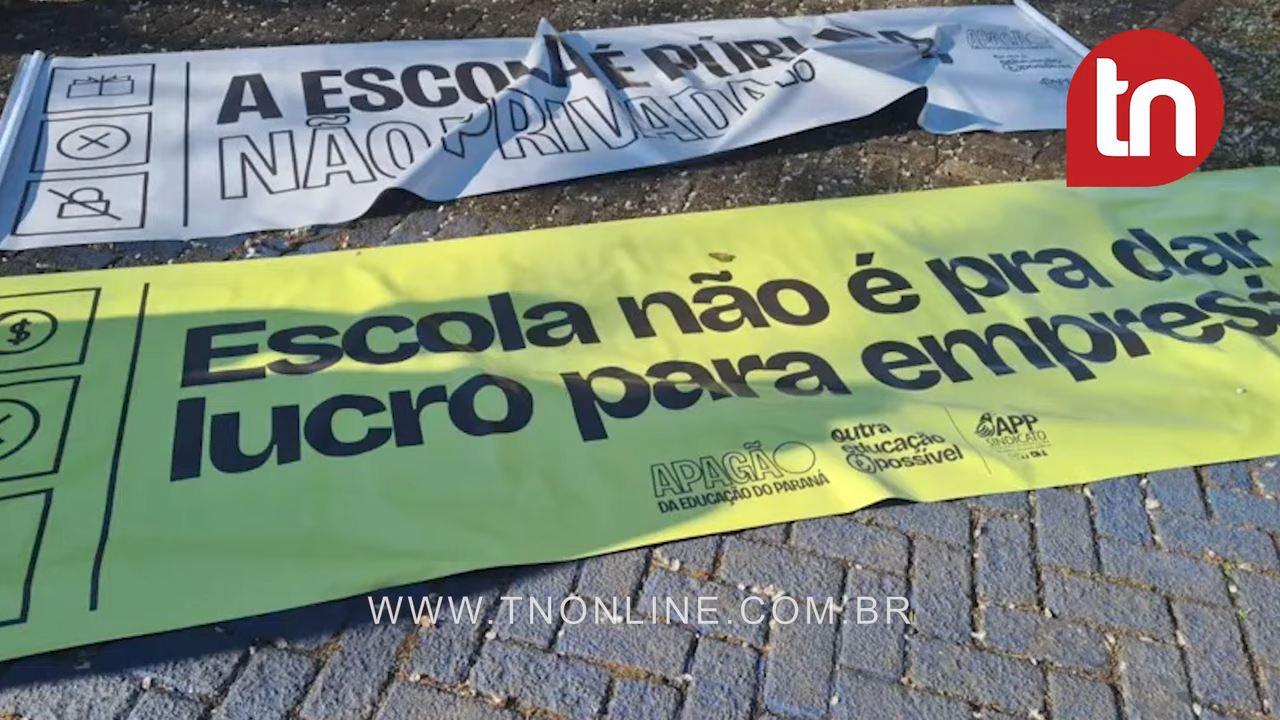 A ESCOLA É PÚBLICA
NÃO PRIVADA
tn
$
Escola não é pra dar
lucro para empresá
APAGÃO
DA EDUCAÇÃO DO PARANÁ
outra
educação
é possível
APP
SINDICATO
WWW.TNONLINE.COM.BR